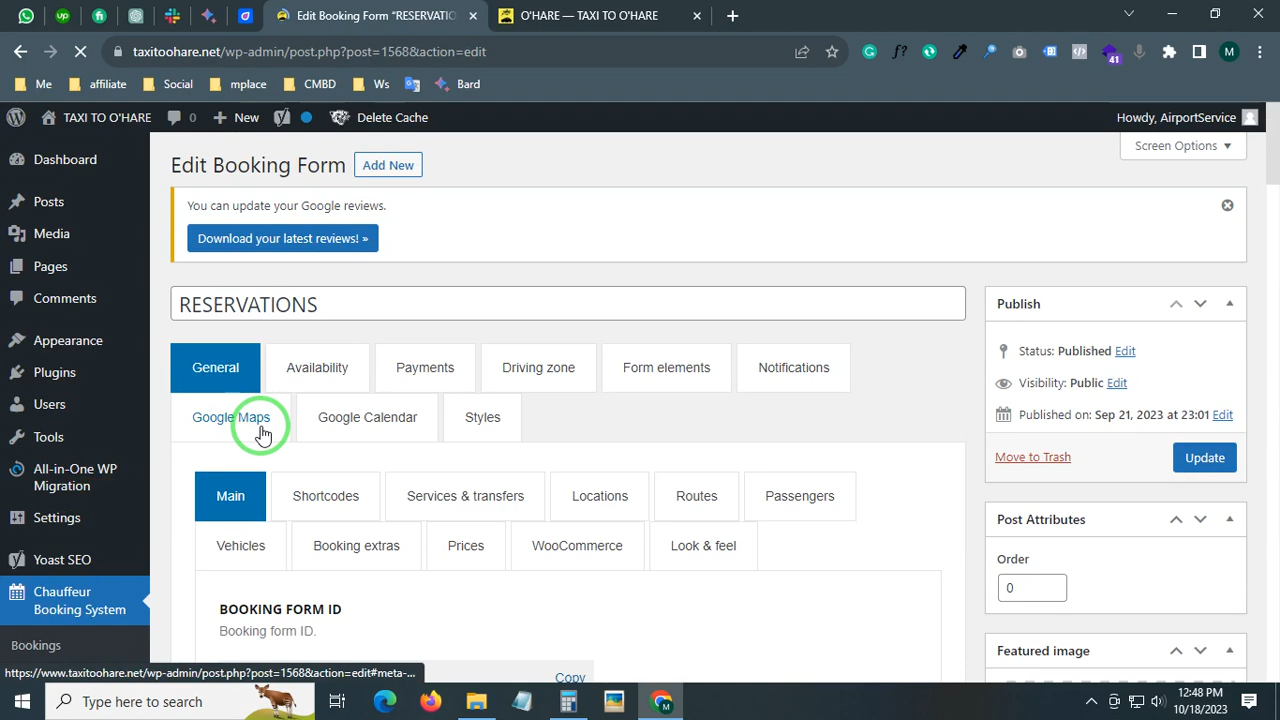 Edit Booking Form “RESERVATIO
O'HARE — TAXI TO O'HARE
taxitoohare.net/wp-admin/post.php?post=1568&action=edit
41
Me
affiliate
Social
mplace
CMBD
Ws
Bard
TAXI TO O'HARE
0
New
Delete Cache
Howdy, AirportService
Dashboard
Posts
Media
Pages
Comments
Appearance
Plugins
Users
Tools
All-in-One WP
Migration
Settings
Yoast SEO
Chauffeur
Booking System
Bookings
Screen Options
Edit Booking Form
Add New
You can update your Google reviews.
Download your latest reviews! »
RESERVATIONS
General
Availability
Payments
Driving zone
Form elements
Notifications
Google Maps
Google Calendar
Styles
Main
Shortcodes
Services & transfers
Locations
Routes
Passengers
Vehicles
Booking extras
Prices
WooCommerce
Look & feel
BOOKING FORM ID
Booking form ID.
Copy
Publish
Status: Published Edit
Visibility: Public Edit
Published on: Sep 21, 2023 at 23:01 Edit
Move to Trash
Update
Post Attributes
Order
0
Featured image
https://www.taxitoohare.net/wp-admin/post.php?post=1568&action=edit#meta-...
Type here to search
12:48 PM
10/18/2023